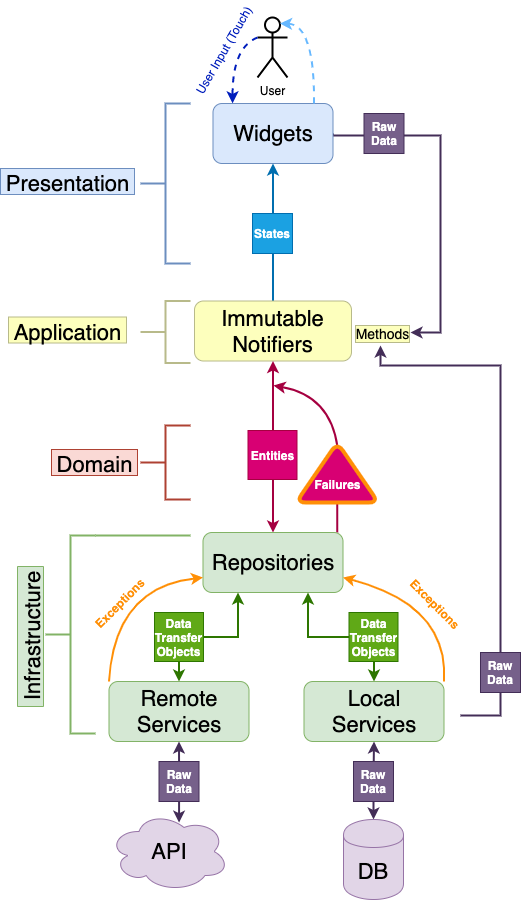 User Input (Touch)
User
Widgets
Raw
Data
Presentation
States
Immutable
Notifiers
Application
Methods
Domain
Entities
Failures
Repositories
Infrastructure
Exceptions
Exceptions
Data
Transfer
Objects
Data
Transfer
Objects
Raw
Data
Remote
Services
Local
Services
Raw
Data
Raw
Data
API
DB